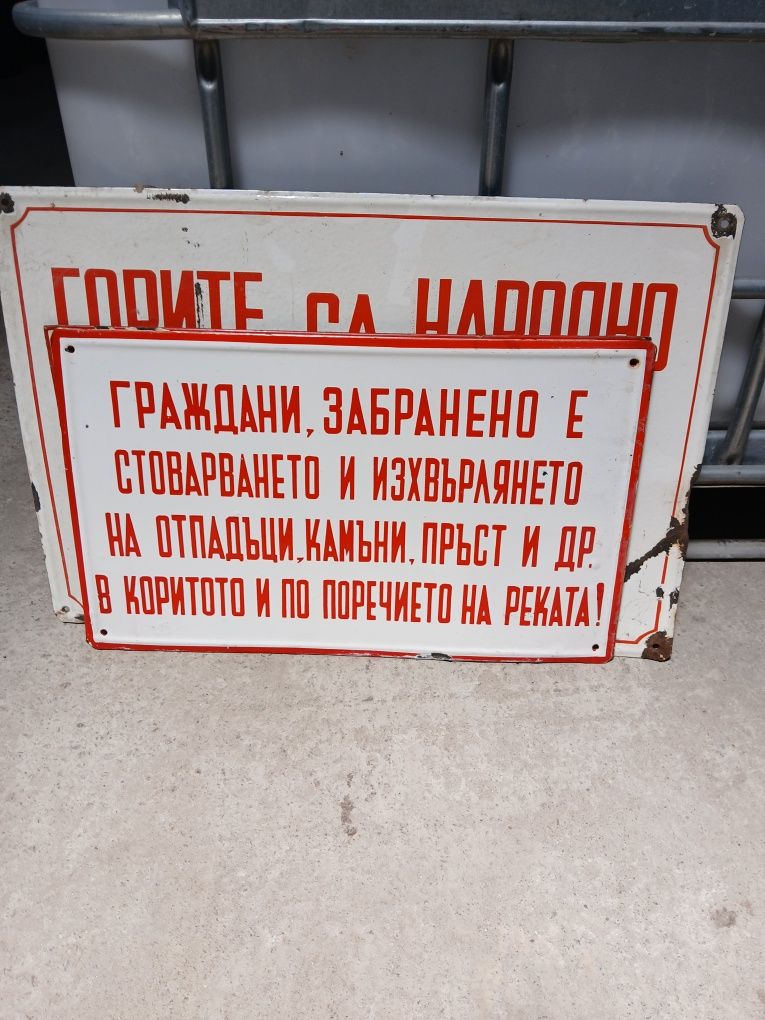 ГОРИТЕ СА НАРОДНО
ГРАЖДАНИ, ЗАБРАНЕНО Е
СТОВАРВАНЕТО И ИЗХВЪРЛЯНЕТО
НА ОТПАДЪЦИ, КАМЪНИ, ПРЪСТ И ДР.
В КОРИТОТО И ПО ПОРЕЧИЕТО НА РЕКАТА!